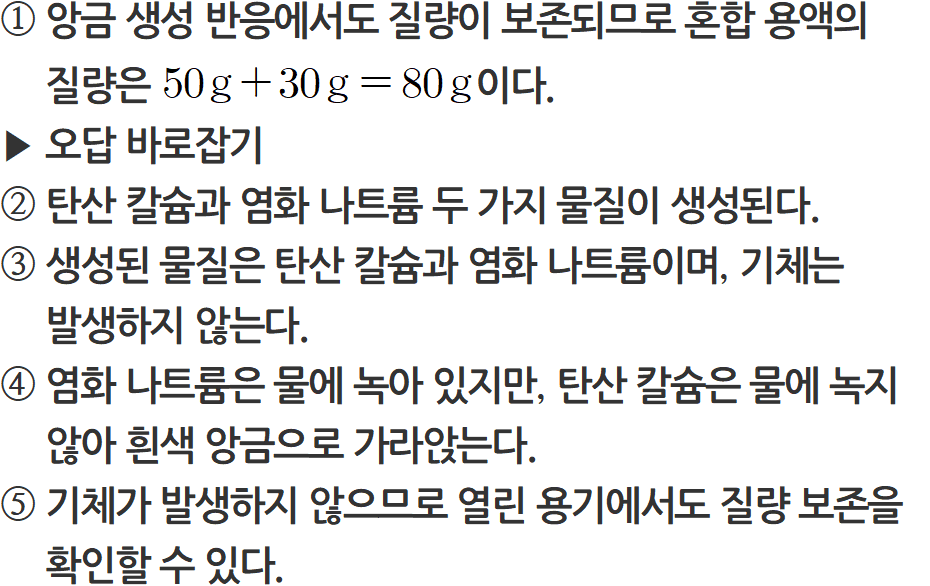 ① 앙금 생성 반응에서도 질량이 보존되므로 혼합 용액의
질량은 50 g + 30 g = 80 g이다.
▶ 오답 바로잡기
② 탄산 칼슘과 염화 나트륨 두 가지 물질이 생성된다.
③ 생성된 물질은 탄산 칼슘과 염화 나트륨이며, 기체는
발생하지 않는다.
④ 염화 나트륨은 물에 녹아 있지만, 탄산 칼슘은 물에 녹지
않아 흰색 앙금으로 가라앉는다.
⑤ 기체가 발생하지 않으므로 열린 용기에서도 질량 보존을
확인할 수 있다.